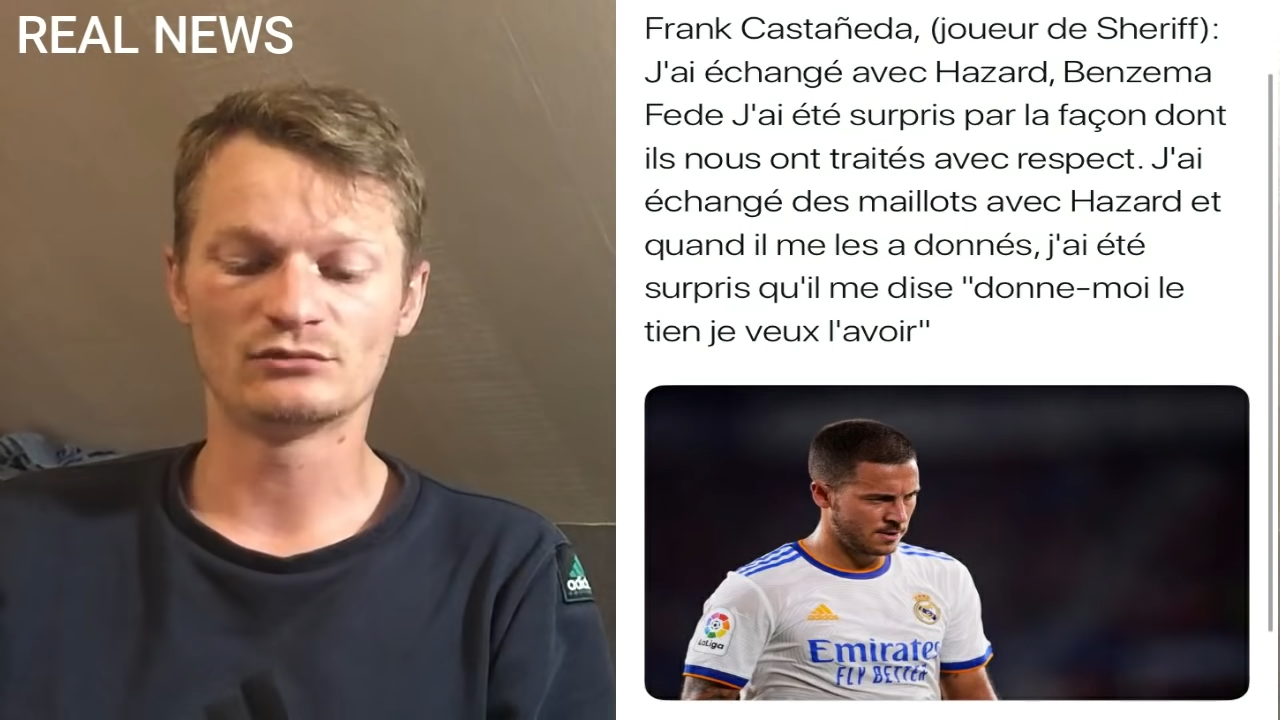 REAL NEWS
Frank Castañeda, (joueur de Sheriff):
J'ai échangé avec Hazard, Benzema
Fede J'ai été surpris par la façon dont
ils nous ont traités avec respect. J'ai
échangé des maillots avec Hazard et
quand il me les a donnés, j'ai été
surpris qu'il me dise "donne-moi le
tien je veux l'avoir"
LaLiga
Emirates
FLY BETTER